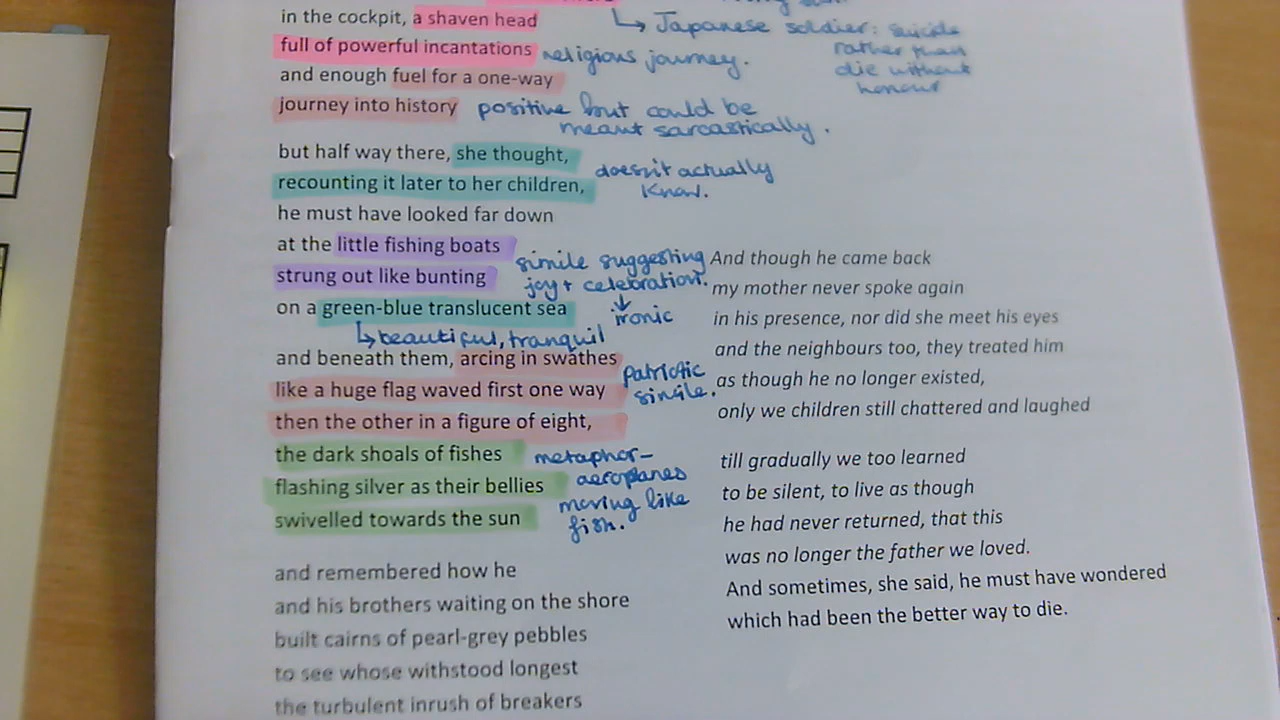 in the cockpit, a shaven head
↳ Japanese soldier: suicide
rather than
die without
honour
full of powerful incantations
religious journey.
and enough fuel for a one-way
journey into history
positive but could be
meant sarcastically.
but half way there, she thought,
recounting it later to her children,
doesn't actually
know.
he must have looked far down
at the little fishing boats
strung out like bunting
simile suggesting
joy + celebration.
↓
ironic
on a green-blue translucent sea
↳ beautiful, tranquil
and beneath them, arcing in swathes
like a huge flag waved first one way
then the other in a figure of eight,
patriotic
simile.
the dark shoals of fishes
flashing silver as their bellies
swivelled towards the sun
metaphor-
aeroplanes
moving like
fish.
and remembered how he
and his brothers waiting on the shore
built cairns of pearl-grey pebbles
to see whose withstood longest
the turbulent inrush of breakers
And though he came back
my mother never spoke again
in his presence, nor did she meet his eyes
and the neighbours too, they treated him
as though he no longer existed,
only we children still chattered and laughed
till gradually we too learned
to be silent, to live as though
he had never returned, that this
was no longer the father we loved.
And sometimes, she said, he must have wondered
which had been the better way to die.